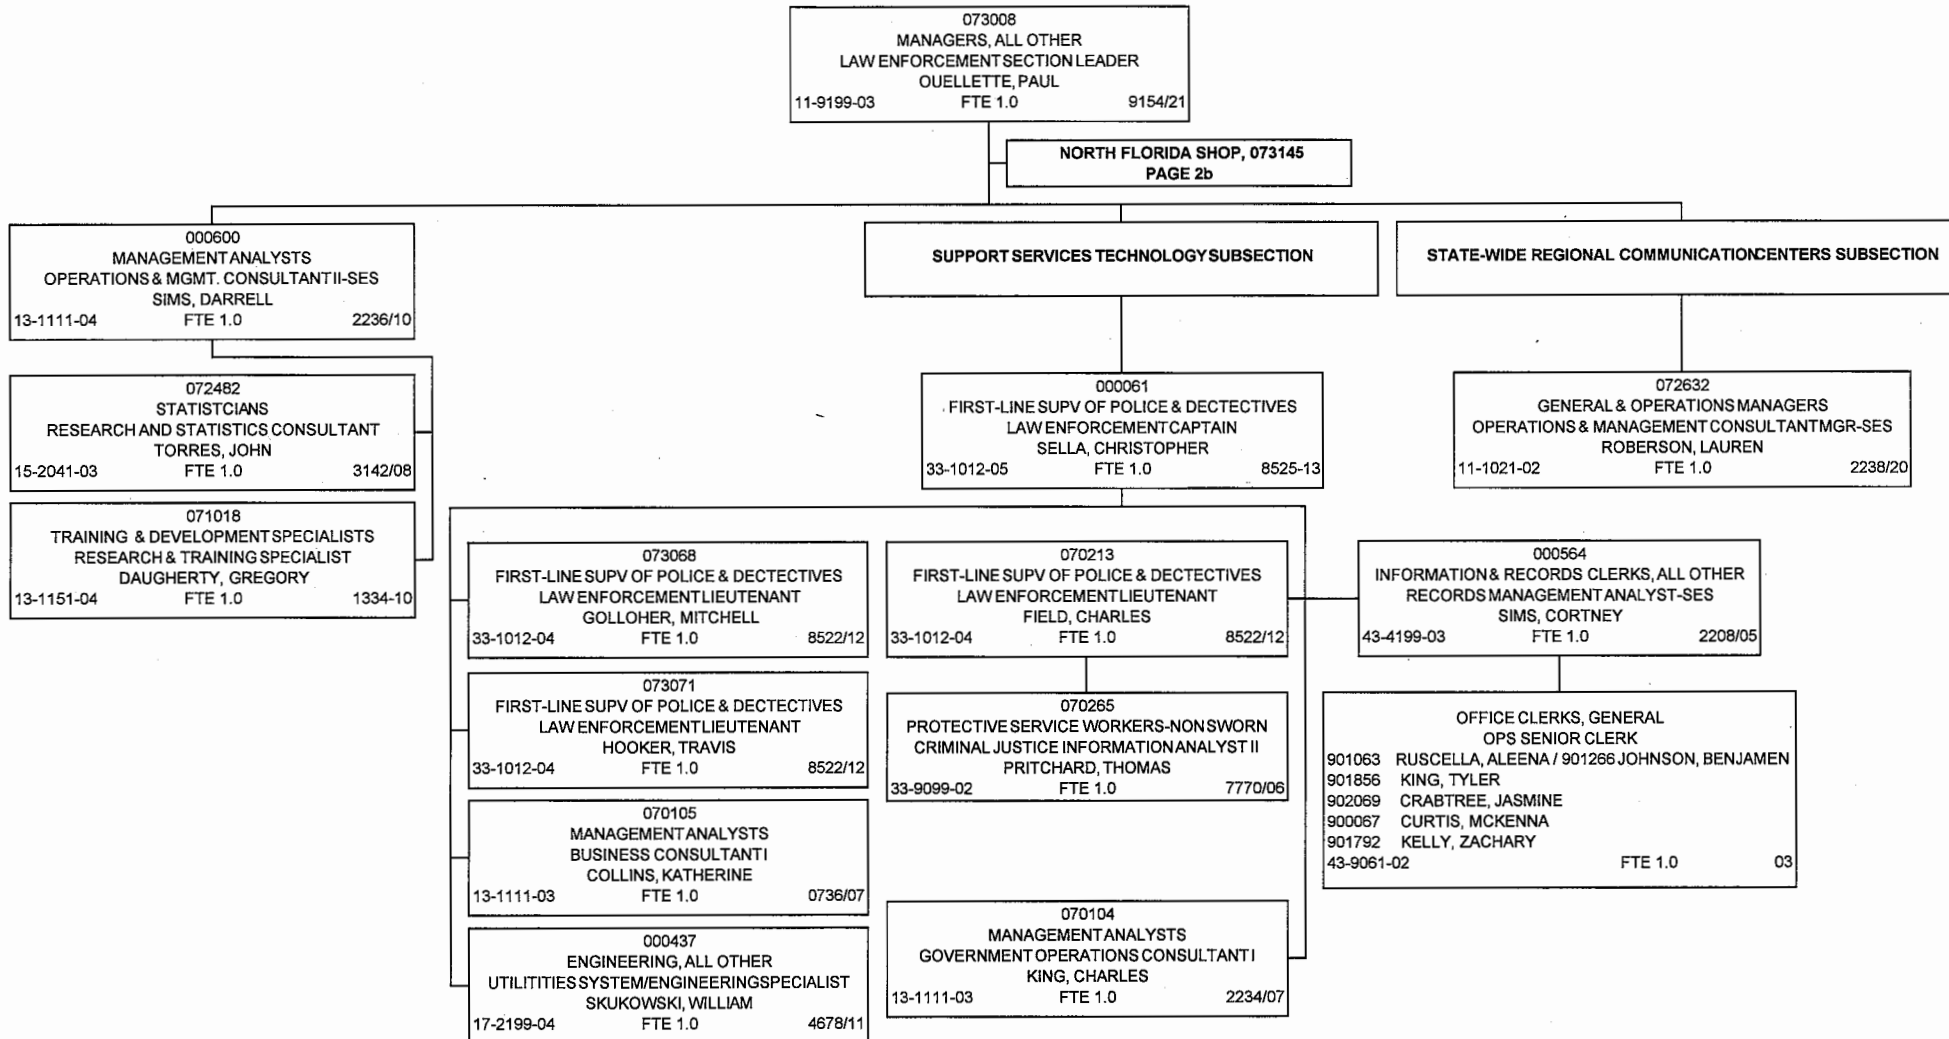 073008
MANAGERS, ALL OTHER
LAW ENFORCEMENT SECTION LEADER
OUELLETTE, PAUL
11-9199-03 FTE 1.0 9154/21
NORTH FLORIDA SHOP, 073145
PAGE 2b
000600
MANAGEMENT ANALYSTS
OPERATIONS & MGMT. CONSULTANT II-SES
SIMS, DARRELL
13-1111-04 FTE 1.0 2236/10
SUPPORT SERVICES TECHNOLOGY SUBSECTION
STATE-WIDE REGIONAL COMMUNICATION CENTERS SUBSECTION
072482
STATISTCIANS
RESEARCH AND STATISTICS CONSULTANT
TORRES, JOHN
15-2041-03 FTE 1.0 3142/08
071018
TRAINING & DEVELOPMENT SPECIALISTS
RESEARCH & TRAINING SPECIALIST
DAUGHERTY, GREGORY
13-1151-04 FTE 1.0 1334-10
000061
FIRST-LINE SUPV OF POLICE & DECTECTIVES
LAW ENFORCEMENT CAPTAIN
SELLA, CHRISTOPHER
33-1012-05 FTE 1.0 8525-13
072632
GENERAL & OPERATIONS MANAGERS
OPERATIONS & MANAGEMENT CONSULTANT MGR-SES
ROBERSON, LAUREN
11-1021-02 FTE 1.0 2238/20
073068
FIRST-LINE SUPV OF POLICE & DECTECTIVES
LAW ENFORCEMENT LIEUTENANT
GOLLOHER, MITCHELL
33-1012-04 FTE 1.0 8522/12
073071
FIRST-LINE SUPV OF POLICE & DECTECTIVES
LAW ENFORCEMENT LIEUTENANT
HOOKER, TRAVIS
33-1012-04 FTE 1.0 8522/12
070105
MANAGEMENT ANALYSTS
BUSINESS CONSULTANT I
COLLINS, KATHERINE
13-1111-03 FTE 1.0 0736/07
000437
ENGINEERING, ALL OTHER
UTILITITIES SYSTEM/ENGINEERING SPECIALIST
SKUKOWSKI, WILLIAM
17-2199-04 FTE 1.0 4678/11
070213
FIRST-LINE SUPV OF POLICE & DECTECTIVES
LAW ENFORCEMENT LIEUTENANT
FIELD, CHARLES
33-1012-04 FTE 1.0 8522/12
070265
PROTECTIVE SERVICE WORKERS-NON SWORN
CRIMINAL JUSTICE INFORMATION ANALYST II
PRITCHARD, THOMAS
33-9099-02 FTE 1.0 7770/06
070104
MANAGEMENT ANALYSTS
GOVERNMENT OPERATIONS CONSULTANT I
KING, CHARLES
13-1111-03 FTE 1.0 2234/07
000564
INFORMATION & RECORDS CLERKS, ALL OTHER
RECORDS MANAGEMENT ANALYST-SES
SIMS, CORTNEY
43-4199-03 FTE 1.0 2208/05
OFFICE CLERKS, GENERAL
OPS SENIOR CLERK
901063 RUSCELLA, ALEENA / 901266 JOHNSON, BENJAMEN
901856 KING, TYLER
902069 CRABTREE, JASMINE
900067 CURTIS, MCKENNA
901792 KELLY, ZACHARY
43-9061-02 FTE 1.0 03